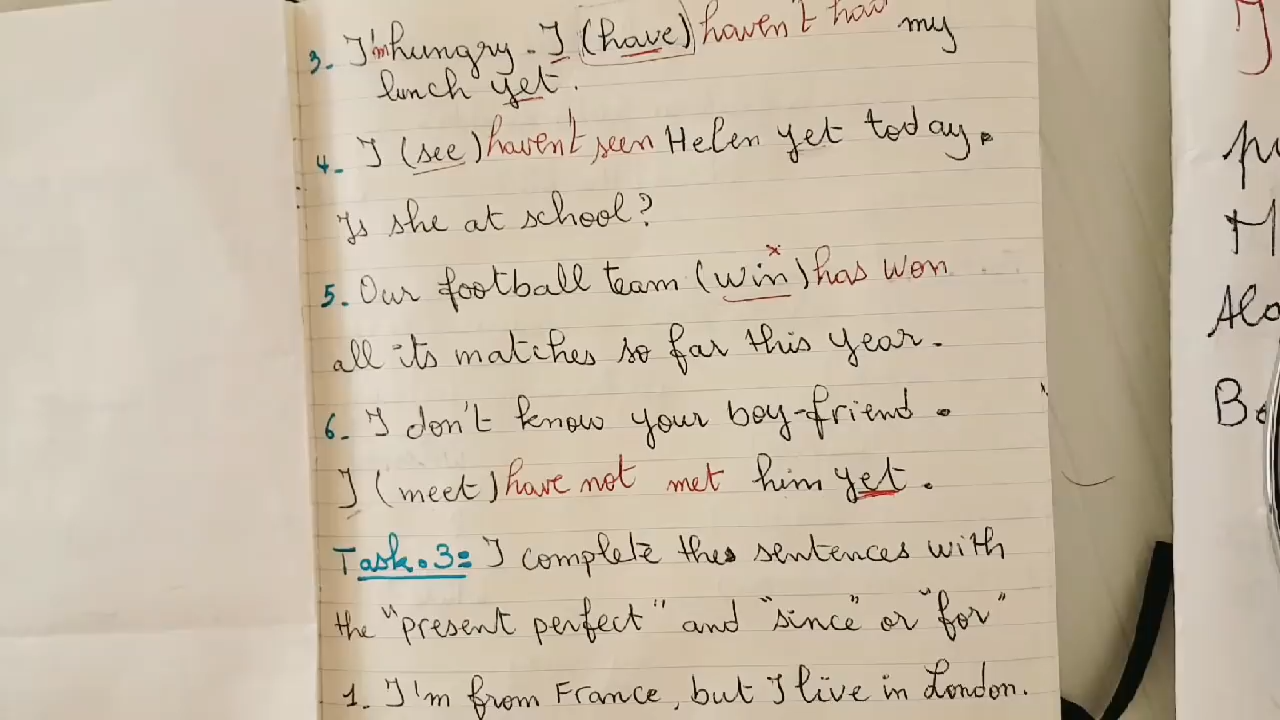 3. I'm hungry. I (have) haven't had my
lunch yet.
4. I (see) haven't seen Helen yet today.
Is she at school?
5. Our football team (win) has won
all its matches so far this year.
6. I don't know your boy-friend.
I (meet) have not met him yet.
Task.3: I complete thes sentences with
the "present perfect" and "since" or "for"
1. I'm from France, but I live in London.